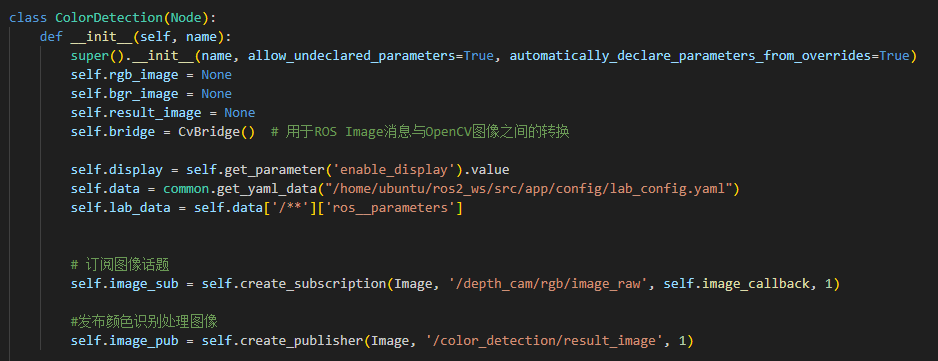 class ColorDetection(Node):
    def __init__(self, name):
        super().__init__(name, allow_undeclared_parameters=True, automatically_declare_parameters_from_overrides=True)
        self.rgb_image = None
        self.bgr_image = None
        self.result_image = None
        self.bridge = CvBridge()  # 用于ROS Image消息与OpenCV图像之间的转换
        self.display = self.get_parameter('enable_display').value
        self.data = common.get_yaml_data("/home/ubuntu/ros2_ws/src/app/config/lab_config.yaml")
        self.lab_data = self.data['/**']['ros__parameters']
        # 订阅图像话题
        self.image_sub = self.create_subscription(Image, '/depth_cam/rgb/image_raw', self.image_callback, 1)
        #发布颜色识别处理图像
        self.image_pub = self.create_publisher(Image, '/color_detection/result_image', 1)